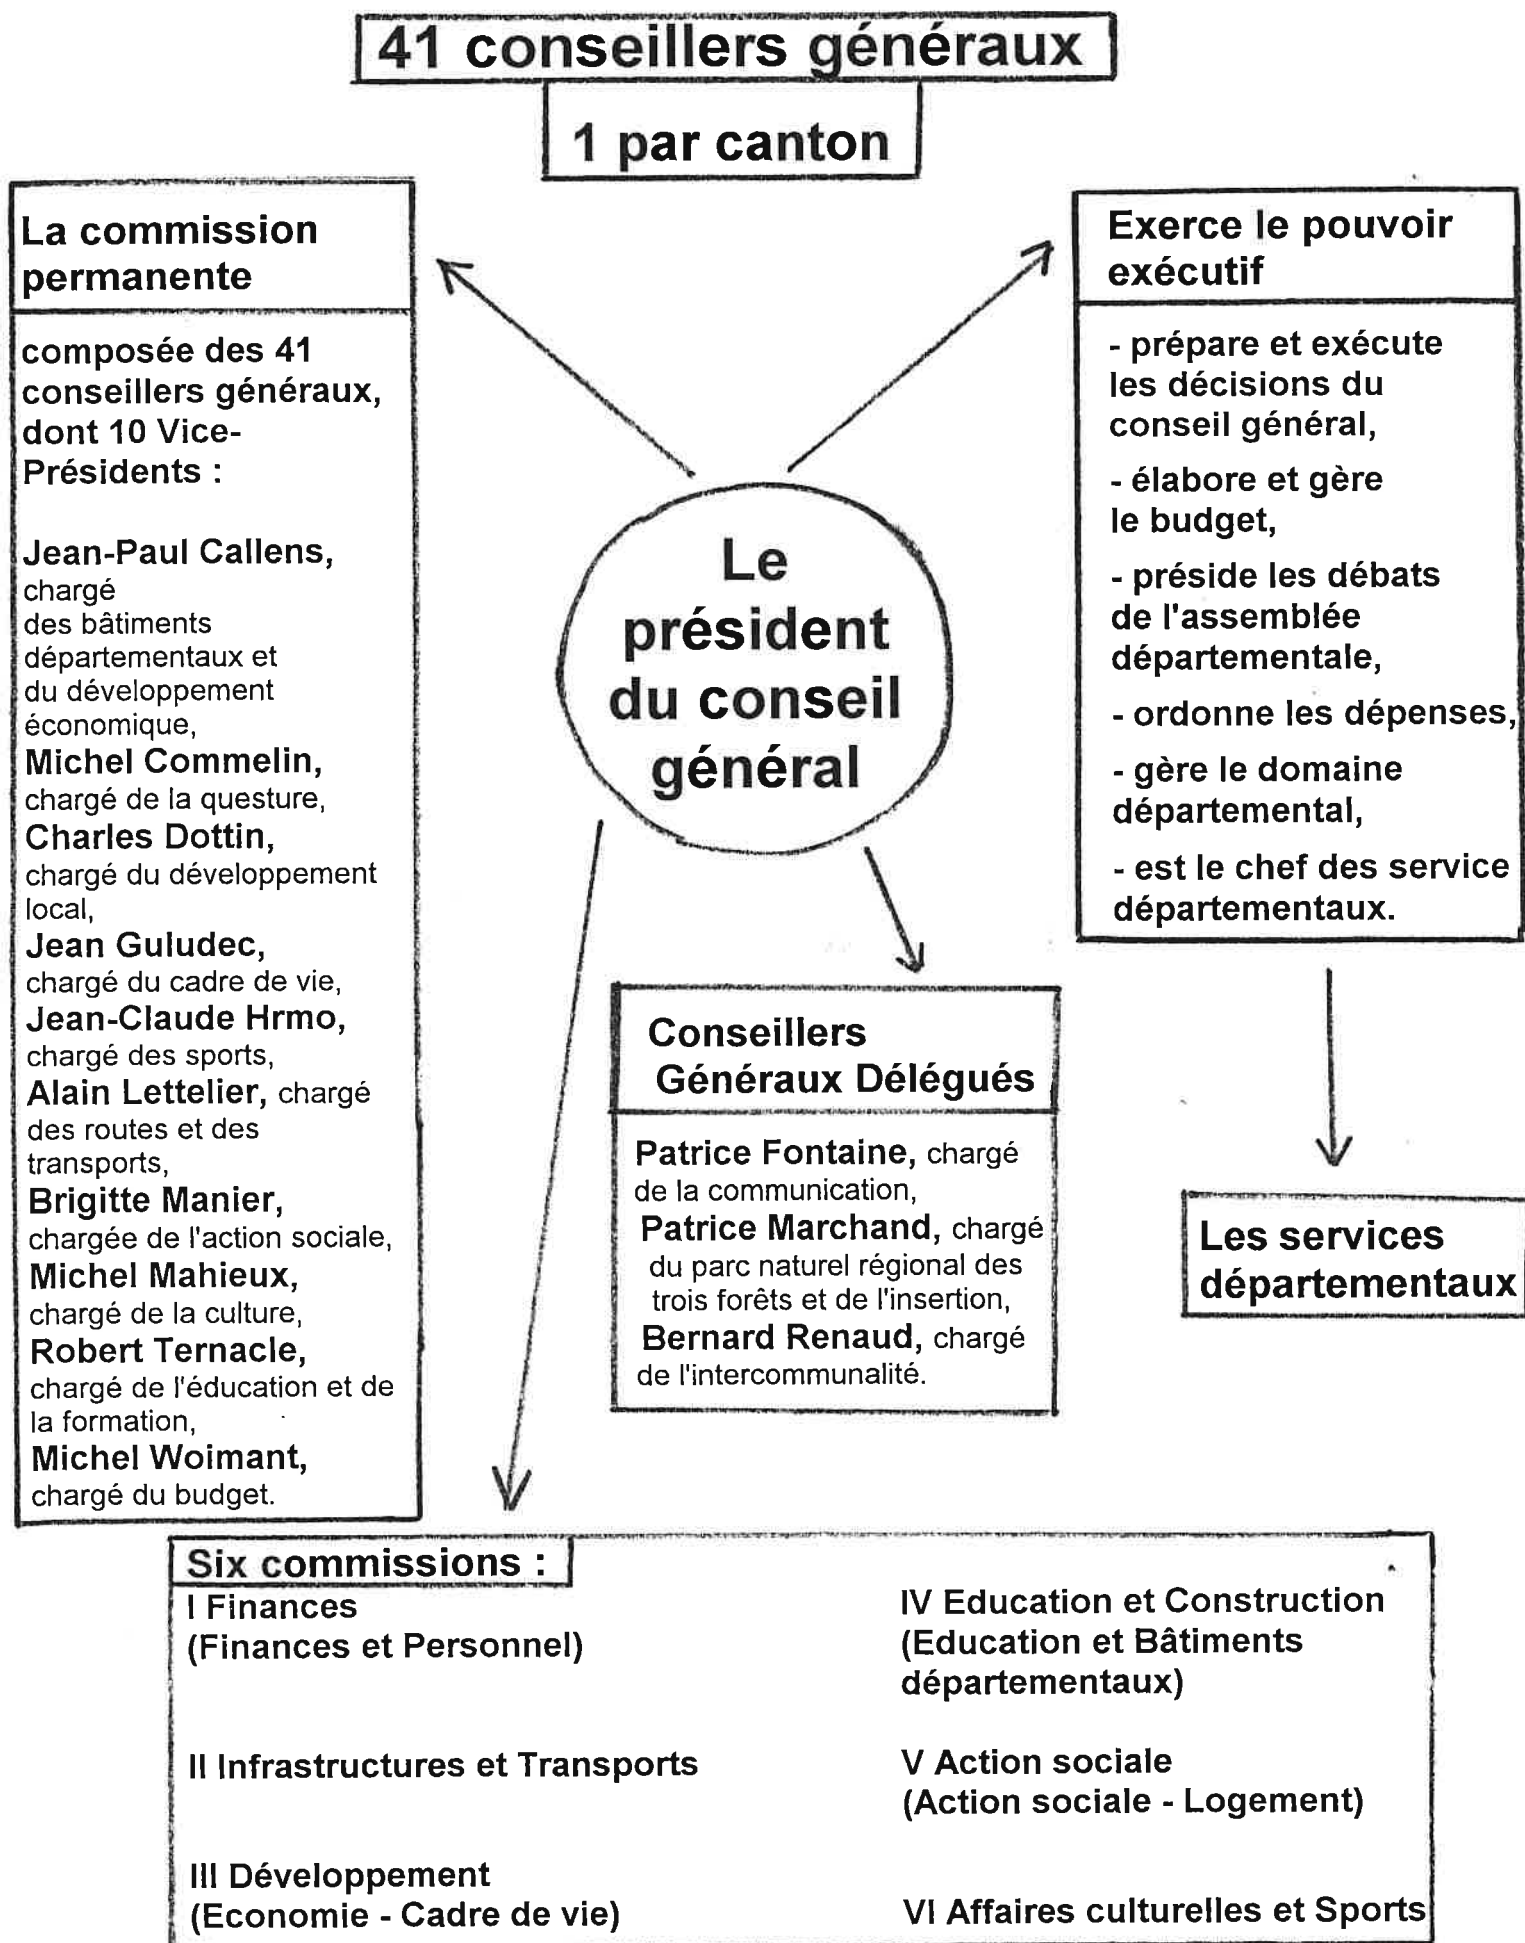 41 conseillers généraux
1 par canton
La commission
permanente
composée des 41
conseillers généraux,
dont 10 Vice-
Présidents :
Jean-Paul Callens,
chargé
des bâtiments
départementaux et
du développement
économique,
Michel Commelin,
chargé de la questure,
Charles Dottin,
chargé du développement
local,
Jean Guludec,
chargé du cadre de vie,
Jean-Claude Hrmo,
chargé des sports,
Alain Lettelier, chargé
des routes et des
transports,
Brigitte Manier,
chargée de l'action sociale,
Michel Mahieux,
chargé de la culture,
Robert Ternacle,
chargé de l'éducation et de
la formation,
Michel Woimant,
chargé du budget.
Le
président
du conseil
général
Exerce le pouvoir
exécutif
- prépare et exécute
les décisions du
conseil général,
- élabore et gère
le budget,
- préside les débats
de l'assemblée
départementale,
- ordonne les dépenses,
- gère le domaine
départemental,
- est le chef des service
départementaux.
Conseillers
Généraux Délégués
Patrice Fontaine, chargé
de la communication,
Patrice Marchand, chargé
du parc naturel régional des
trois forêts et de l'insertion,
Bernard Renaud, chargé
de l'intercommunalité.
Les services
départementaux
Six commissions :
I Finances
(Finances et Personnel)
II Infrastructures et Transports
III Développement
(Economie - Cadre de vie)
IV Education et Construction
(Education et Bâtiments
départementaux)
V Action sociale
(Action sociale - Logement)
VI Affaires culturelles et Sports